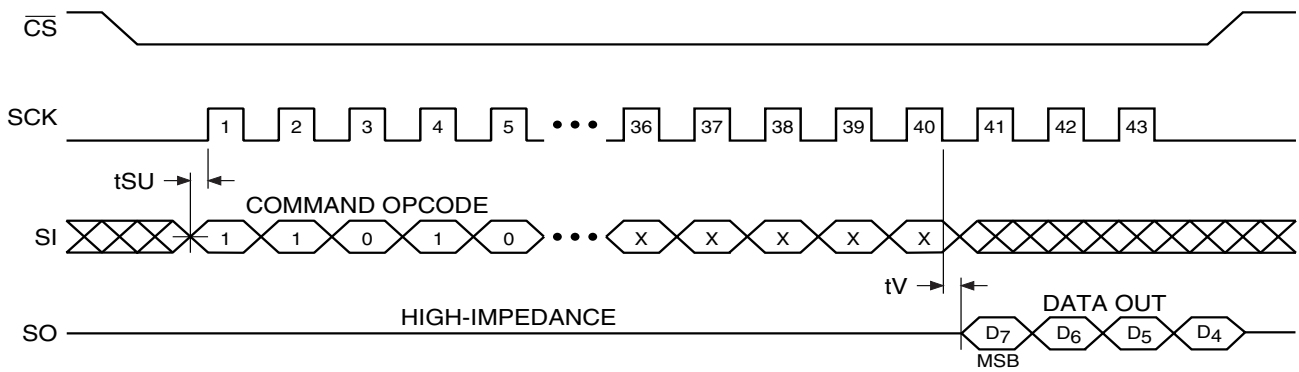 CS
SCK
1 2 3 4 5 ••• 36 37 38 39 40 41 42 43
tSU
COMMAND OPCODE
SI
1 1 0 1 0 ••• X X X X X
tV
HIGH-IMPEDANCE
DATA OUT
SO
D7 D6 D5 D4
MSB